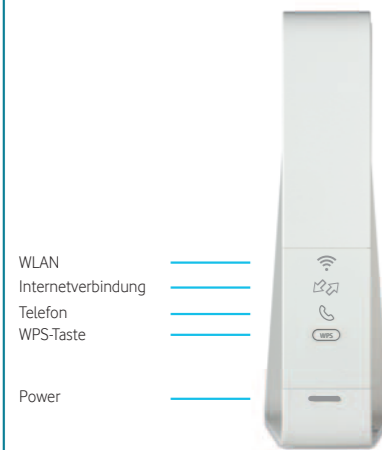 WLAN
Internetverbindung
Telefon
WPS-Taste
WPS
Power